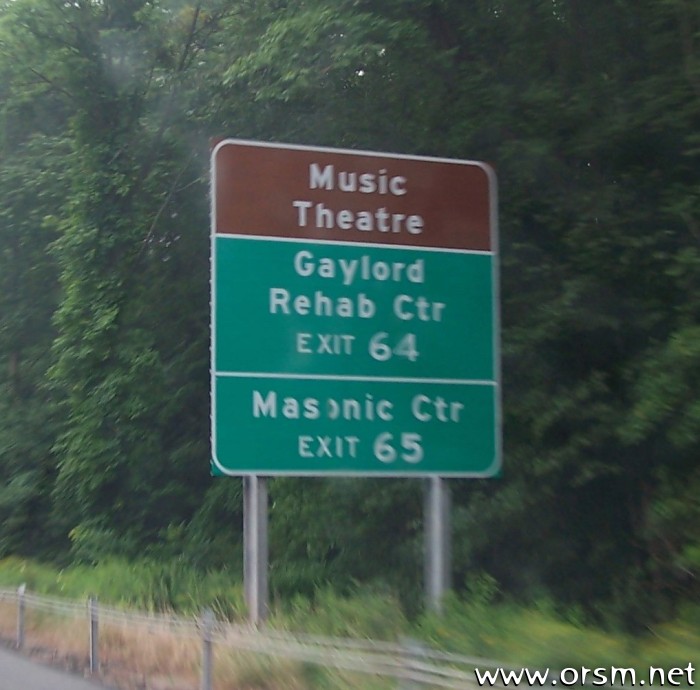 Music
Theatre
Gaylord
Rehab Ctr
EXIT 64
Masonic Ctr
EXIT 65
www.orsm.net